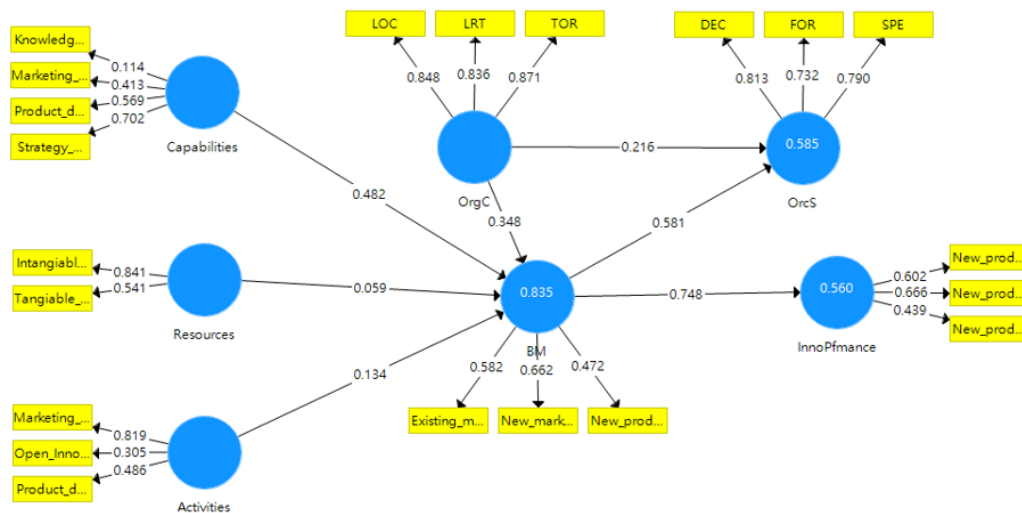 LOC
LRT
TOR
DEC
FOR
SPE
0.848
0.836
0.871
0.813
0.732
0.790
Knowledg...
Marketing_...
Product_d...
Strategy_...
0.114
0.413
0.569
0.702
Capabilities
OrgC
0.216
0.585
OrcS
0.482
0.348
0.581
Intangiabl...
Tangiable_...
0.841
0.541
Resources
0.059
0.835
BM
0.748
0.560
InnoPfmance
0.602
0.666
0.439
New_prod...
New_prod...
New_prod...
0.134
0.582
0.662
0.472
Existing_m...
New_mark...
New_prod...
Marketing_...
Open_Inno...
Product_d...
0.819
0.305
0.486
Activities